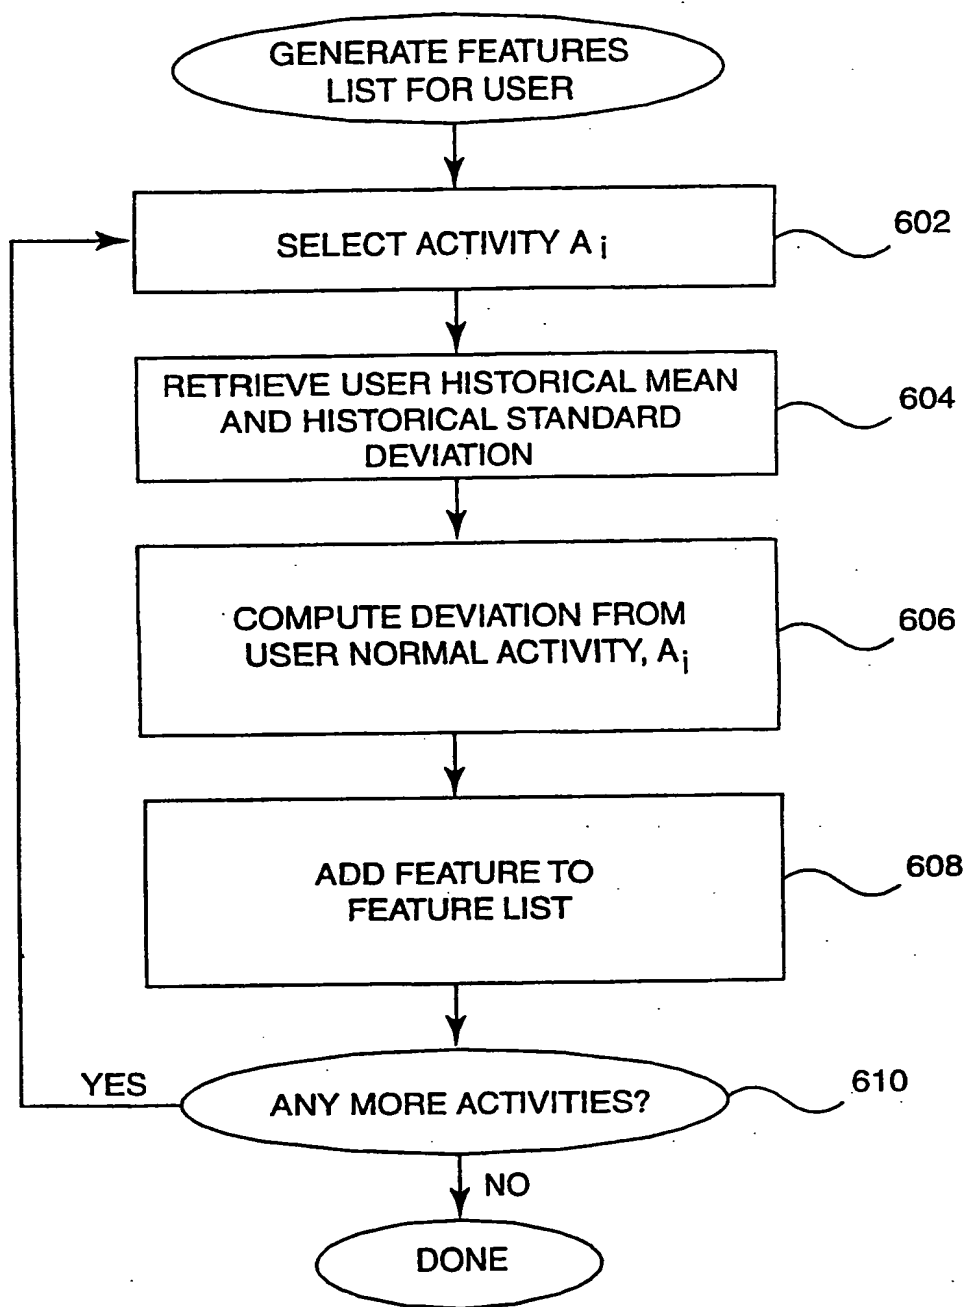 GENERATE FEATURES
LIST FOR USER
SELECT ACTIVITY A i
602
RETRIEVE USER HISTORICAL MEAN
AND HISTORICAL STANDARD
DEVIATION
604
COMPUTE DEVIATION FROM
USER NORMAL ACTIVITY, A i
606
ADD FEATURE TO
FEATURE LIST
608
YES
ANY MORE ACTIVITIES?
610
NO
DONE